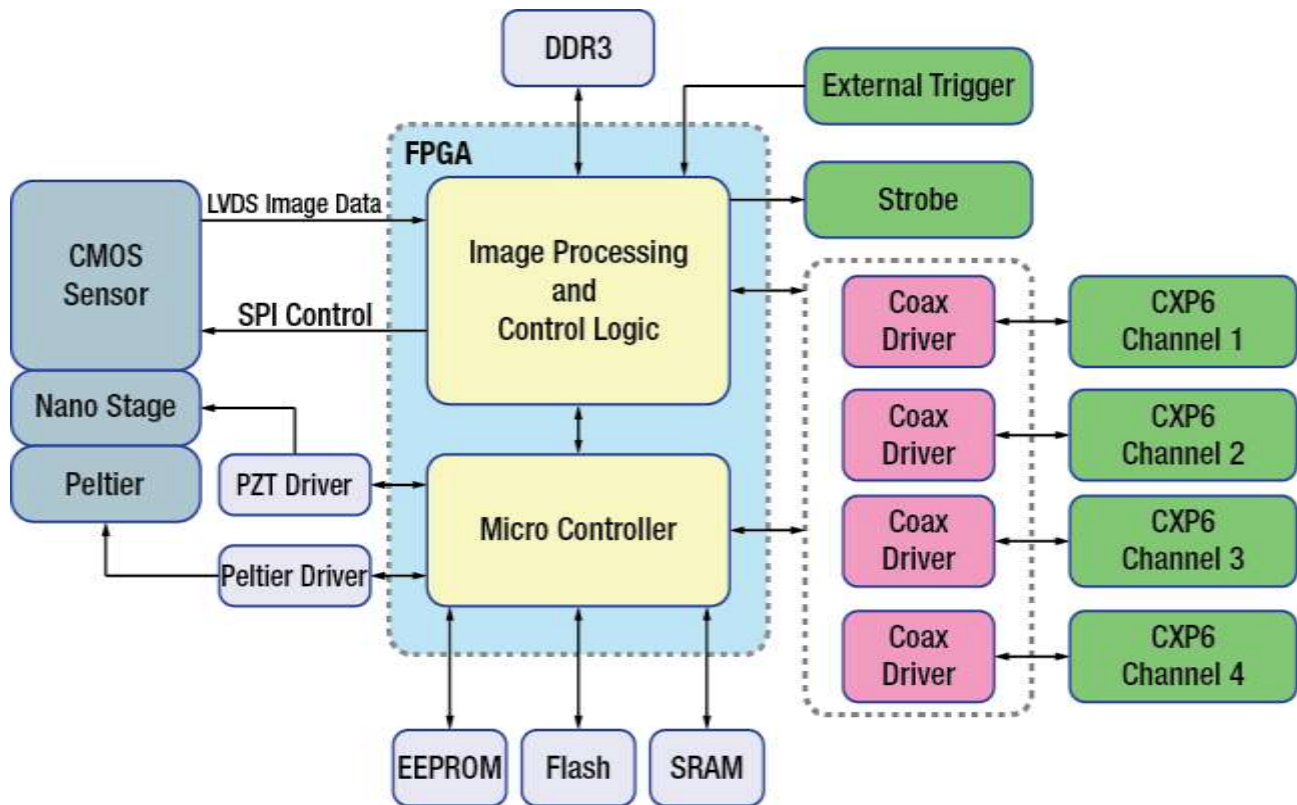 DDR3
External Trigger
FPGA
Strobe
LVDS Image Data
CMOS
Sensor
Image Processing
and
Control Logic
SPI Control
Coax
Driver
CXP6
Channel 1
Nano Stage
Coax
Driver
CXP6
Channel 2
Peltier
PZT Driver
Micro Controller
Coax
Driver
CXP6
Channel 3
Peltier Driver
Coax
Driver
CXP6
Channel 4
EEPROM
Flash
SRAM